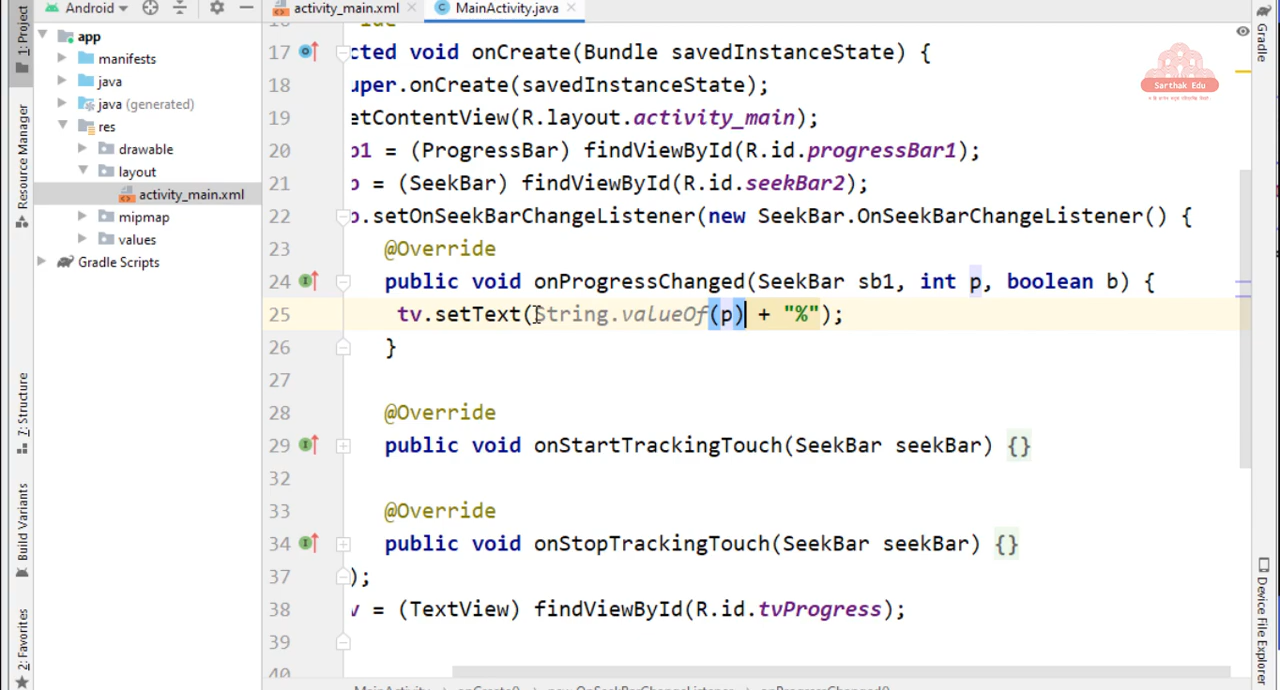 Android
activity_main.xml
MainActivity.java
1: Project
Resource Manager
7: Structure
Build Variants
2: Favorites
app
manifests
java
java (generated)
res
drawable
layout
activity_main.xml
mipmap
values
Gradle Scripts
17 cted void onCreate(Bundle savedInstanceState) {
18 uper.onCreate(savedInstanceState);
19 etContentView(R.layout.activity_main);
20 b1 = (ProgressBar) findViewById(R.id.progressBar1);
21 b = (SeekBar) findViewById(R.id.seekBar2);
22 b.setOnSeekBarChangeListener(new SeekBar.OnSeekBarChangeListener() {
23 @Override
24 public void onProgressChanged(SeekBar sb1, int p, boolean b) {
25 tv.setText(String.valueOf(p) + "%");
26 }
27
28 @Override
29 public void onStartTrackingTouch(SeekBar seekBar) {}
32
33 @Override
34 public void onStopTrackingTouch(SeekBar seekBar) {}
37 );
38 v = (TextView) findViewById(R.id.tvProgress);
39
40
Sarthak Edu
Gradle
Device File Explorer